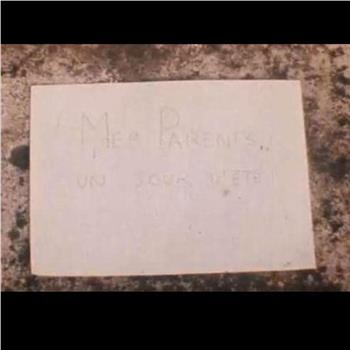 MES PARENTS
UN JOUR D'ÉTÉ